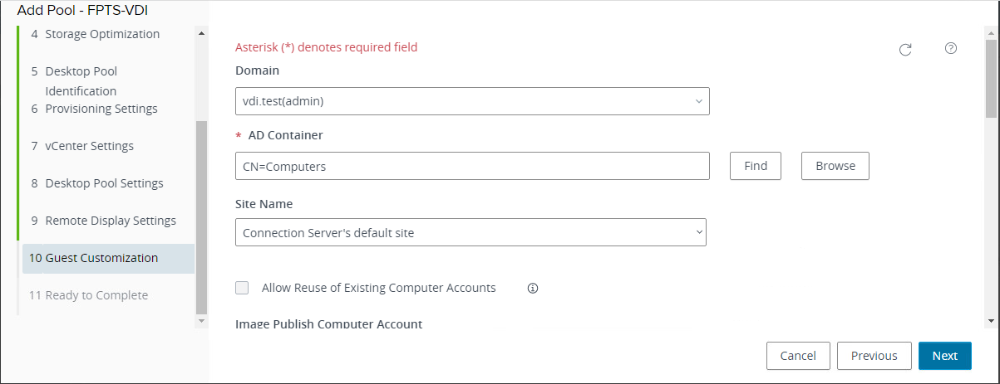 Add Pool - FPTS-VDI
4 Storage Optimization
5 Desktop Pool
Identification
6 Provisioning Settings
7 vCenter Settings
8 Desktop Pool Settings
9 Remote Display Settings
10 Guest Customization
11 Ready to Complete
Asterisk (*) denotes required field
Domain
vdi.test(admin)
* AD Container
CN=Computers
Find
Browse
Site Name
Connection Server's default site
Allow Reuse of Existing Computer Accounts
Image Publish Computer Account
Cancel
Previous
Next